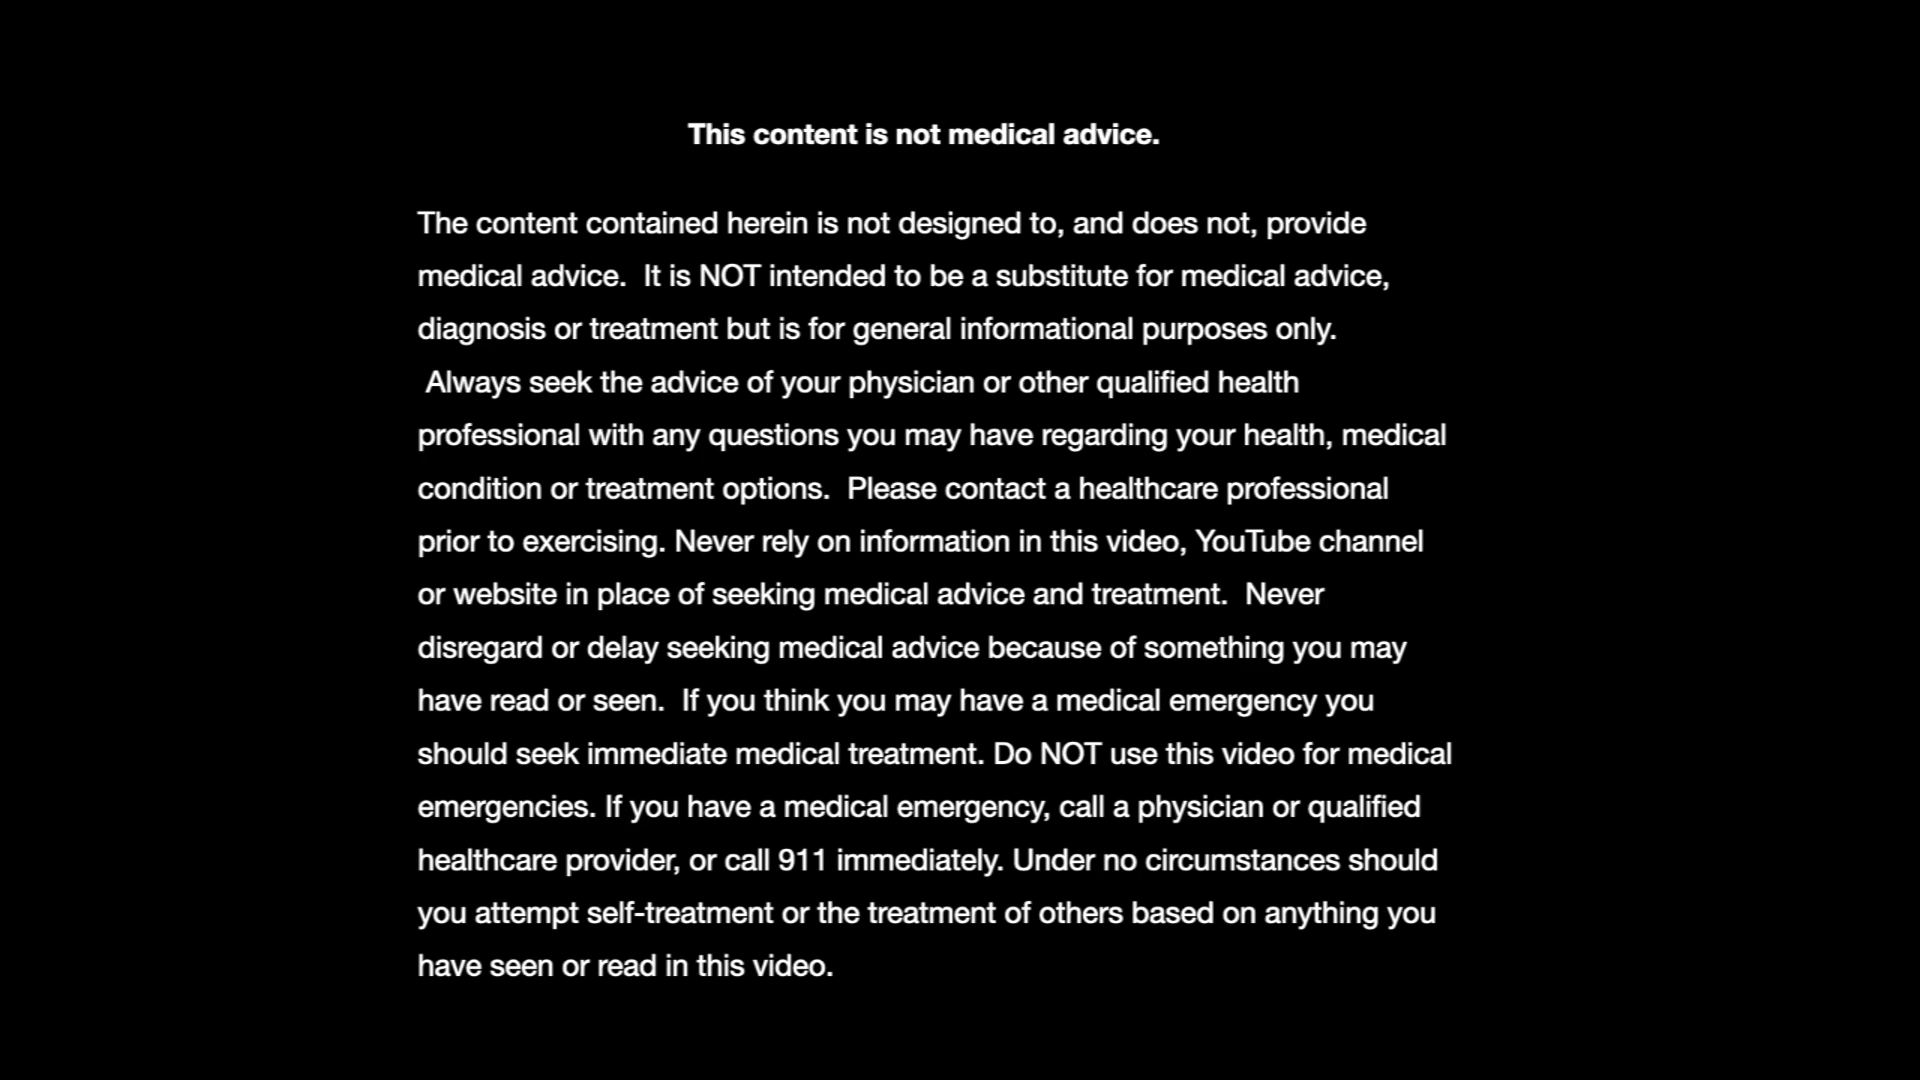 This content is not medical advice.
The content contained herein is not designed to, and does not, provide
medical advice.  It is NOT intended to be a substitute for medical advice,
diagnosis or treatment but is for general informational purposes only.
Always seek the advice of your physician or other qualified health
professional with any questions you may have regarding your health, medical
condition or treatment options.  Please contact a healthcare professional
prior to exercising. Never rely on information in this video, YouTube channel
or website in place of seeking medical advice and treatment.  Never
disregard or delay seeking medical advice because of something you may
have read or seen.  If you think you may have a medical emergency you
should seek immediate medical treatment. Do NOT use this video for medical
emergencies. If you have a medical emergency, call a physician or qualified
healthcare provider, or call 911 immediately. Under no circumstances should
you attempt self-treatment or the treatment of others based on anything you
have seen or read in this video.